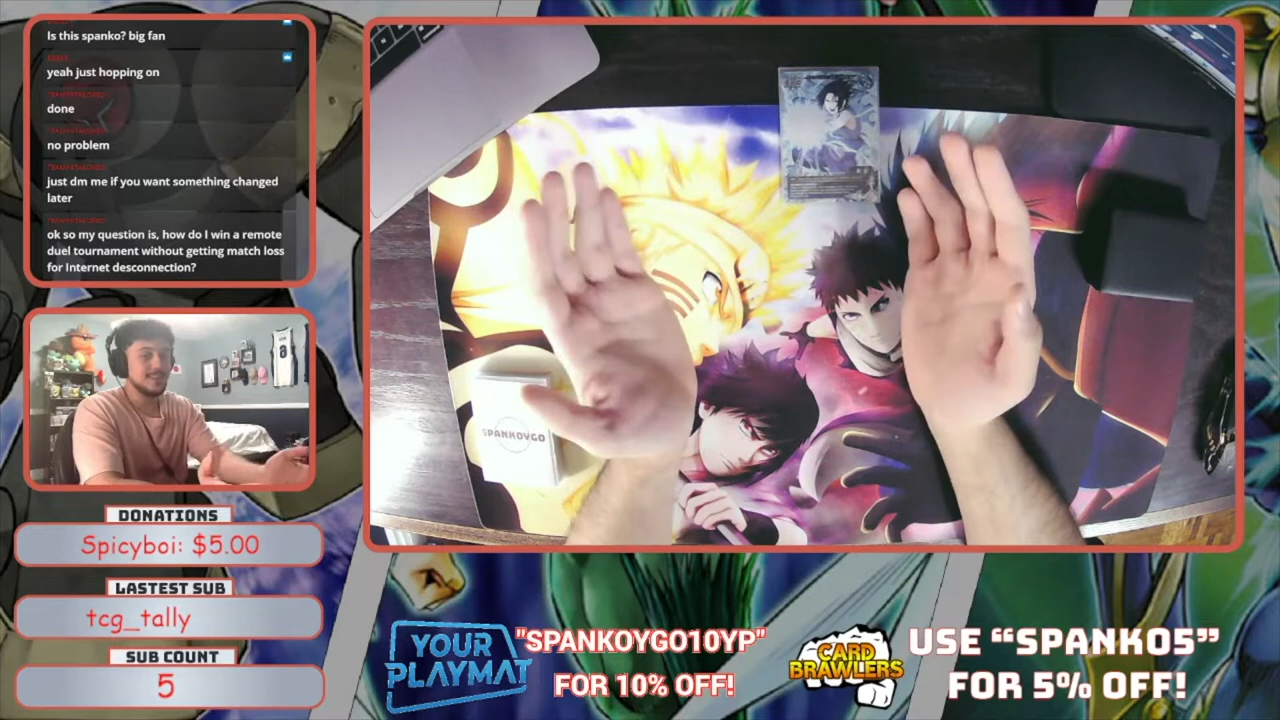 Is this spanko? big fan
yeah just hopping on
done
no problem
just dm me if you want something changed
later
ok so my question is, how do I win a remote
duel tournament without getting match loss
for Internet desconnection?
SPANKOYGO
DONATIONS
Spicyboi: $5.00
LASTEST SUB
tcg_tally
SUB COUNT
5
YOUR
PLAYMAT
"SPANKOYGO10YP"
FOR 10% OFF!
CARD
BRAWLERS
USE “SPANKO5”
FOR 5% OFF!